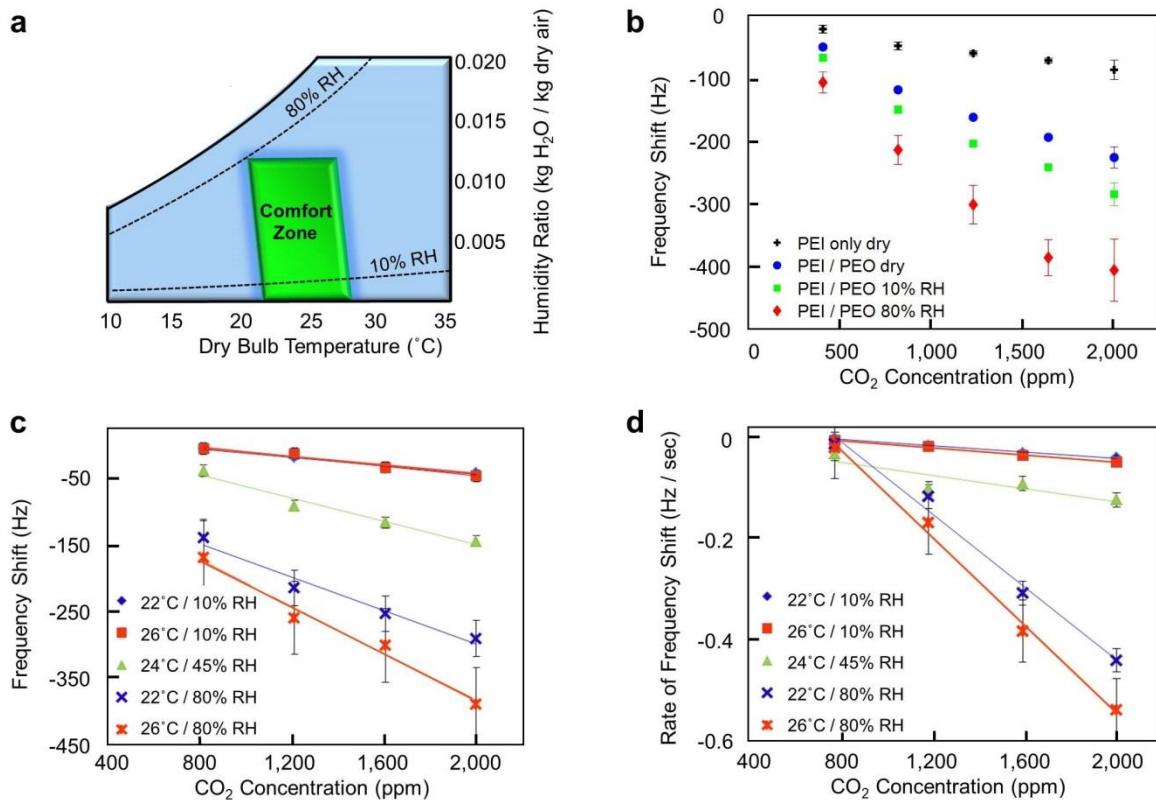 a
80% RH
Comfort
Zone
10% RH
0.020
0.015
0.010
0.005
Humidity Ratio (kg H₂O / kg dry air)
10 15 20 25 30 35
Dry Bulb Temperature (˚C)
b
0
-100
-200
-300
-400
-500
Frequency Shift (Hz)
PEI only dry
PEI / PEO dry
PEI / PEO 10% RH
PEI / PEO 80% RH
0 500 1,000 1,500 2,000
CO₂ Concentration (ppm)
c
-50
-150
-250
-350
-450
Frequency Shift (Hz)
22˚C / 10% RH
26˚C / 10% RH
24˚C / 45% RH
22˚C / 80% RH
26˚C / 80% RH
400 800 1,200 1,600 2,000
CO₂ Concentration (ppm)
d
0
-0.2
-0.4
-0.6
Rate of Frequency Shift (Hz / sec)
22˚C / 10% RH
26˚C / 10% RH
24˚C / 45% RH
22˚C / 80% RH
26˚C / 80% RH
400 800 1,200 1,600 2,000
CO₂ Concentration (ppm)